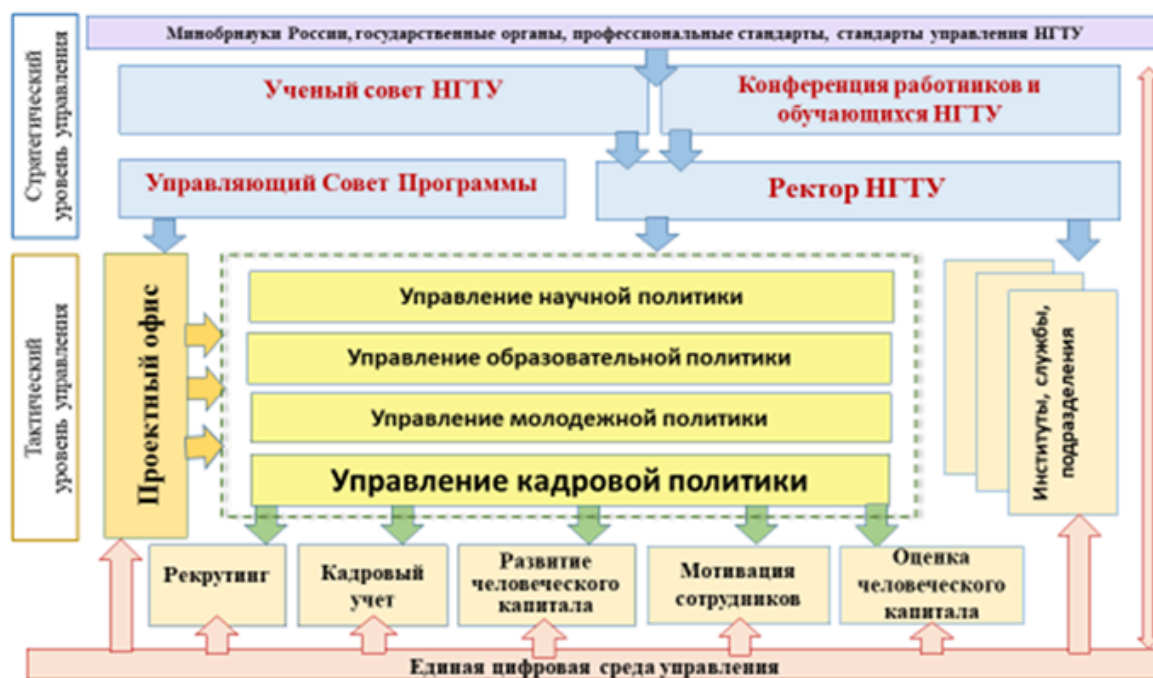 Минобрнауки России, государственные органы, профессиональные стандарты, стандарты управления НГТУ
Стратегический
уровень управления
Ученый совет НГТУ
Конференция работников и
обучающихся НГТУ
Управляющий Совет Программы
Ректор НГТУ
Тактический
уровень управления
Проектный офис
Управление научной политики
Управление образовательной политики
Управление молодежной политики
Управление кадровой политики
Институты, службы,
подразделения
Рекрутинг
Кадровый
учет
Развитие
человеческого
капитала
Мотивация
сотрудников
Оценка
человеческого
капитала
Единая цифровая среда управления